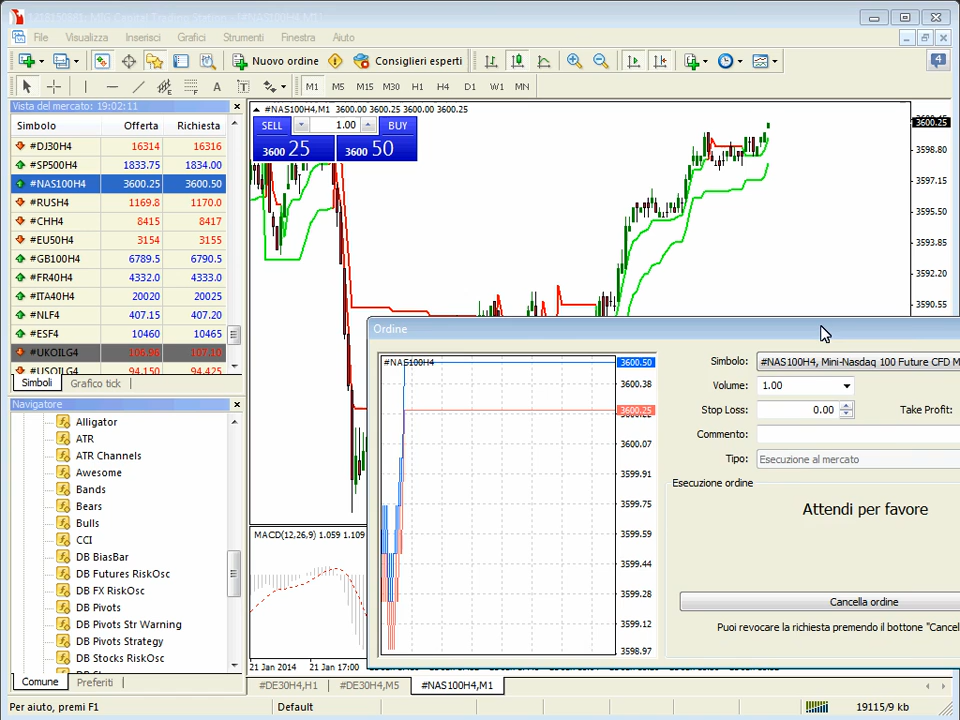 File Visualizza Inserisci Grafici Strumenti Finestra Aiuto
Nuovo ordine Consiglieri esperti 4
A T M1 M5 M15 M30 H1 H4 D1 W1 MN
Vista del mercato: 19:02:11
Simbolo Offerta Richiesta
#DJ30H4 16314 16316
#SP500H4 1833.75 1834.00
#NAS100H4 3600.25 3600.50
#RUSH4 1169.8 1170.0
#CHH4 8415 8417
#EU50H4 3154 3155
#GB100H4 6789.5 6790.5
#FR40H4 4332.0 4333.0
#ITA40H4 20020 20025
#NLF4 407.15 407.20
#ESF4 10460 10465
#UKOILG4 106.96 107.10
#USOILG4 94.150 94.425
Simboli Grafico tick
Navigatore
Alligator
ATR
ATR Channels
Awesome
Bands
Bears
Bulls
CCI
DB BiasBar
DB Futures RiskOsc
DB FX RiskOsc
DB Pivots
DB Pivots Str Warning
DB Pivots Strategy
DB Stocks RiskOsc
Comune Preferiti
#NAS100H4,M1 3600.00 3600.25 3600.00 3600.25
SELL 1.00 BUY
3600 25 3600 50
3600.25
3598.80
3597.15
3595.50
3593.85
3592.20
3590.55
MACD(12,26,9) 1.059 1.109
21 Jan 2014 21 Jan 17:00
Ordine
#NAS100H4
3600.50
3600.38
3600.25
3600.07
3599.91
3599.75
3599.59
3599.44
3599.28
3599.12
3598.97
Simbolo: #NAS100H4, Mini-Nasdaq 100 Future CFD M
Volume: 1.00
Stop Loss: 0.00 Take Profit:
Commento:
Tipo: Esecuzione al mercato
Esecuzione ordine
Attendi per favore
Cancella ordine
Puoi revocare la richiesta premendo il bottone "Cancel
#DE30H4,H1 #DE30H4,M5 #NAS100H4,M1
Per aiuto, premi F1 Default 19115/9 kb